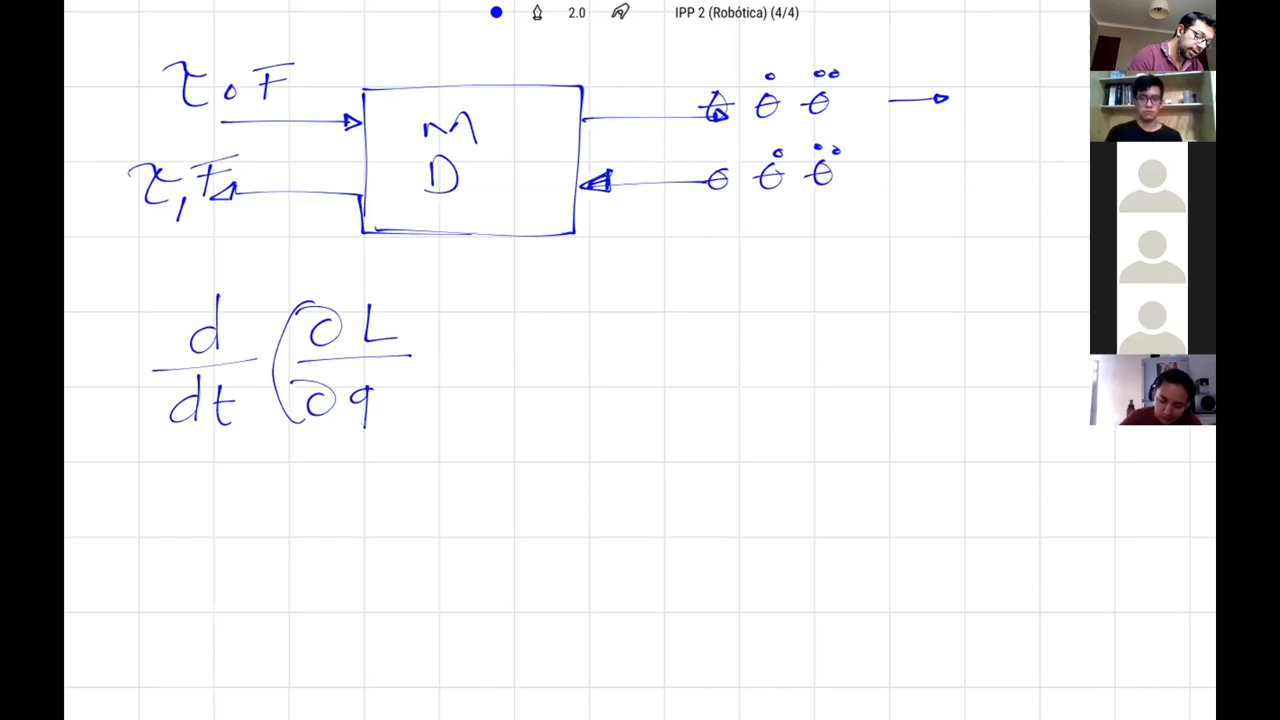 2.0 IPP 2 (Robótica) (4/4)
τ o F
M
θ θ̇ θ̈
τ, F
D
θ θ̇ θ̈
d ( ∂ L
dt ∂ q